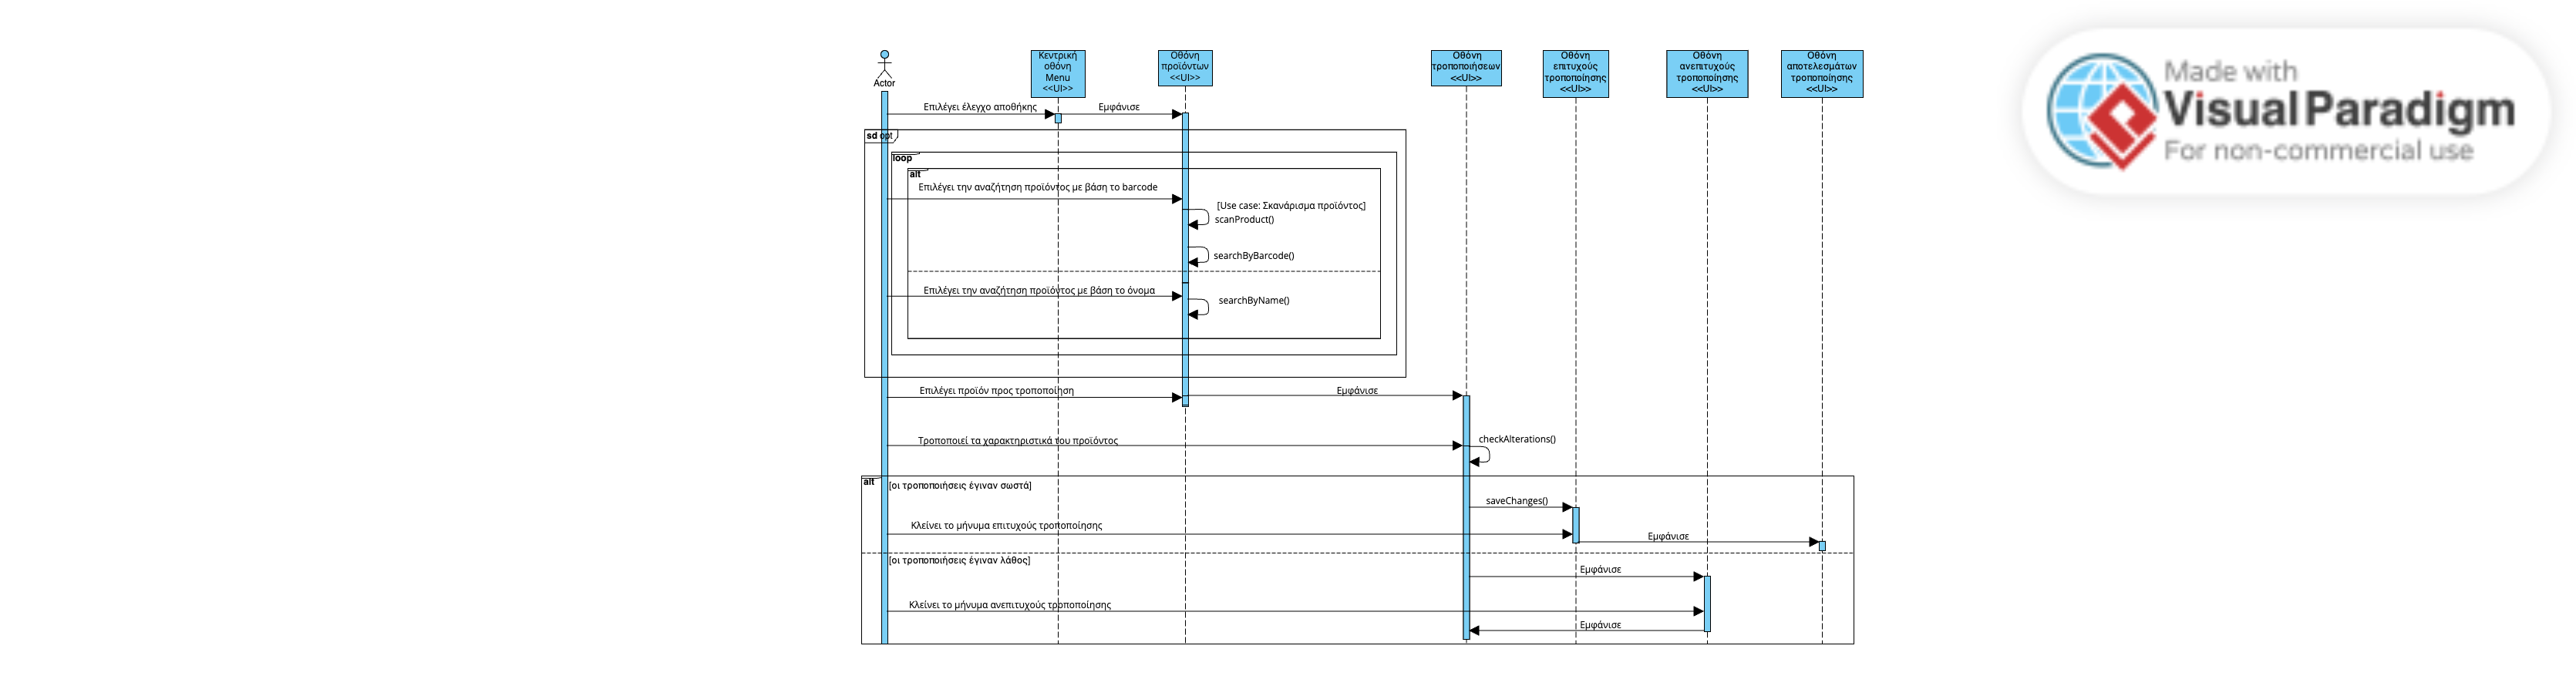 Made with
Visual Paradigm
For non-commercial use
Actor
Κεντρική
οθόνη
Menu
<<UI>>
Οθόνη
προϊόντων
<<UI>>
Οθόνη
τροποποιήσεων
<<UI>>
Οθόνη
επιτυχούς
τροποποίησης
<<UI>>
Οθόνη
ανεπιτυχούς
τροποποίησης
<<UI>>
Οθόνη
αποτελεσμάτων
τροποποίησης
<<UI>>
Επιλέγει έλεγχο αποθήκης
Εμφάνισε
sd opt
loop
alt
Επιλέγει την αναζήτηση προϊόντος με βάση το barcode
[Use case: Σκανάρισμα προϊόντος]
scanProduct()
searchByBarcode()
Επιλέγει την αναζήτηση προϊόντος με βάση το όνομα
searchByName()
Επιλέγει προϊόν προς τροποποίηση
Εμφάνισε
Τροποποιεί τα χαρακτηριστικά του προϊόντος
checkAlterations()
alt
[οι τροποποιήσεις έγιναν σωστά]
saveChanges()
Κλείνει το μήνυμα επιτυχούς τροποποίησης
Εμφάνισε
[οι τροποποιήσεις έγιναν λάθος]
Εμφάνισε
Κλείνει το μήνυμα ανεπιτυχούς τροποποίησης
Εμφάνισε